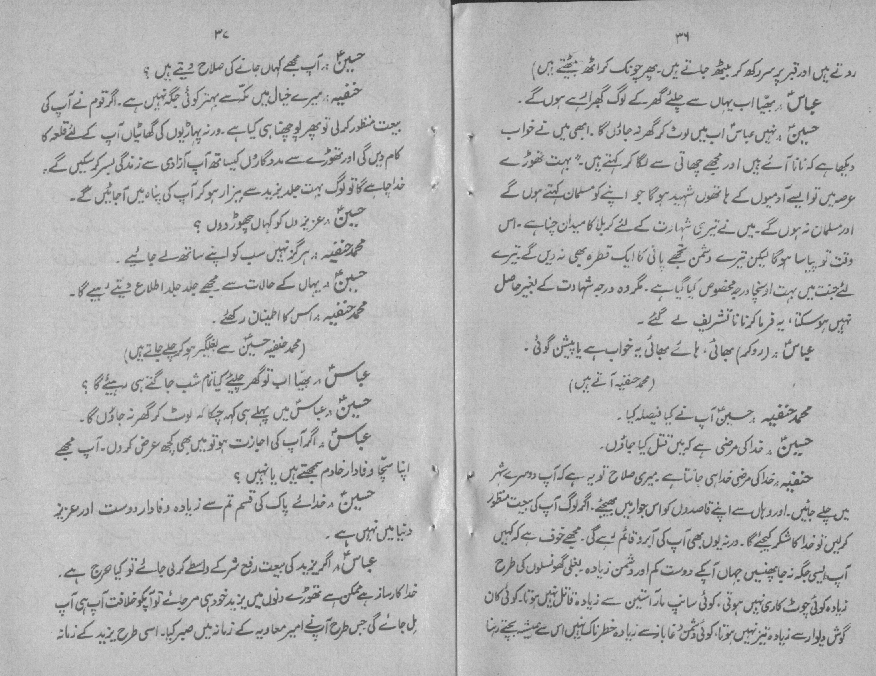 ۳۶
روتے ہیں اور قبر پر سر رکھ کر بیٹھ جاتے ہیں۔ پھر چونک کر اٹھ بیٹھتے ہیں)
عباسؑ :۔ بھیّا اب یہاں سے چلئے گھر کے لوگ گھبرا رہے ہوں گے۔
حسینؑ :۔ نہیں عباسؑ اب میں لوٹ کر گھر نہ جاؤں گا۔ ابھی میں نے خواب
دیکھا ہے کہ نانا آئے ہیں اور مجھے چھاتی سے لگا کر کہتے ہیں۔ "بہت تھوڑے
عرصہ میں تو ایسے آدمیوں کے ہاتھوں شہید ہوگا جو اپنے کو مسلمان کہتے ہوں گے
اور مسلمان نہ ہوں گے۔ میں نے تیری شہادت کے لئے کربلا کا میدان چنا ہے۔ اس
وقت تو پیاسا ہوگا لیکن تیرے دشمن تجھے پانی کا ایک قطرہ بھی نہ دیں گے تیرے
لئے جنت میں بہت اونچا درجہ مخصوص کیا گیا ہے۔ مگر وہ درجہ شہادت کے بغیر حاصل
نہیں ہو سکتا، یہ فرما کر نانا تشریف لے گئے۔
عباسؑ :۔ (رو کر) بھائی، ہائے بھائی یہ خواب ہے یا پیشن گوئی۔
(محمد حنفیہ آتے ہیں)
محمد حنفیہ :۔ حسینؑ آپ نے کیا فیصلہ کیا۔
حسینؑ :۔ خدا کی مرضی ہے کہ میں قتل کیا جاؤں۔
حنفیہ :۔ خدا کی مرضی خدا ہی جانتا ہے۔ میری صلاح تو یہ ہے کہ آپ دوسرے شہر
میں چلے جائیں۔ اور وہاں سے اپنے قاصدوں کو اس جوار میں بھیجئے۔ اگر لوگ آپ کی بیعت منظور
کرلیں تو خدا کا شکر کیجئے گا۔ ورنہ یوں بھی آپ کی آبرو قائم رہے گی۔ مجھے خوف ہے کہ کہیں
آپ ایسی جگہ نہ جا پھنسیں جہاں آپکے دوست کم اور دشمن زیادہ۔ بغلی گھونسلوں کی طرح
زیادہ کوئی چوٹ کاری نہیں ہوتی، کوئی سانپ مارِ آستین سے زیادہ قاتل نہیں ہوتا۔ کوئی کان
گوش دیوار سے زیادہ تیز نہیں ہوتا، کوئی دشمن دغاباز سے زیادہ خطرناک نہیں اس سے ہمیشہ بچتے رہنا
۳۷
حسینؑ :۔ آپ مجھے کہاں جانے کی صلاح دیتے ہیں ؟
حنفیہ :۔ میرے خیال میں مکہ سے بہتر کوئی جگہ نہیں ہے۔ اگر قوم نے آپ کی
بیعت منظور کرلی تو پھر پوچھنا ہی کیا ہے۔ ورنہ پہاڑیوں کی گھاٹیاں آپ کے لئے قلعہ کا
کام دیں گی اور تھوڑے سے مددگاروں کیساتھ آپ آزادی سے زندگی بسر کر سکیں گے۔
خدا چاہے گا تو لوگ بہت جلد یزید سے بیزار ہو کر آپ کی پناہ میں آجائیں گے۔
حسینؑ :۔ عزیزوں کو کہاں چھوڑ دوں ؟
محمد حنفیہ :۔ ہرگز نہیں سب کو اپنے ساتھ لے جائیے۔
حسینؑ :۔ یہاں کے حالات سے مجھے جلد جلد اطلاع دیتے رہیے گا۔
محمد حنفیہ :۔ اس کا اطمینان رکھئے۔
(محمد حنفیہ حسینؑ سے بغلگیر ہو کر چلے جاتے ہیں)
عباسؑ :۔ بھیّا اب تو گھر چلیئے کیا تمام شب جاگتے ہی رہیئے گا ؟
حسینؑ :۔ عباسؑ میں پہلے ہی کہہ چکا کہ لوٹ کر گھر نہ جاؤں گا۔
عباسؑ :۔ اگر آپ کی اجازت ہو تو میں بھی کچھ عرض کروں۔ آپ مجھے
اپنا سچّا وفادار خادم سمجھتے ہیں یا نہیں ؟
حسینؑ :۔ خدائے پاک کی قسم تم سے زیادہ وفادار دوست اور عزیز
دنیا میں نہیں ہے۔
عباسؑ :۔ اگر یزید کی بیعت رفع شر کے واسطے کرلی جائے تو کیا حرج ہے۔
خدا کارساز ہے ممکن ہے تھوڑے دنوں میں یزید خود ہی مر جائے تو آپکو خلافت آپ ہی آپ
مل جائے گی جس طرح آپنے امیر معاویہ کے زمانہ میں صبر کیا۔ اسی طرح یزید کے زمانہ